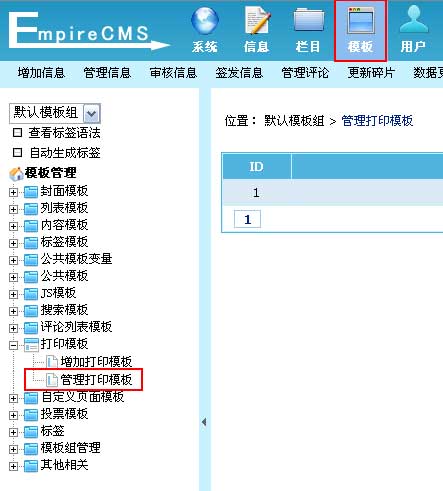 EmpireCMS
系统 信息 栏目 模板 用户
增加信息 管理信息 审核信息 签发信息 管理评论 更新碎片 数据更
默认模板组
查看标签语法
自动生成标签
模板管理
封面模板
列表模板
内容模板
标签模板
公共模板变量
公共模板
JS模板
搜索模板
评论列表模板
打印模板
增加打印模板
管理打印模板
自定义页面模板
投票模板
标签
模板组管理
其他相关
位置： 默认模板组 > 管理打印模板
ID
1
1